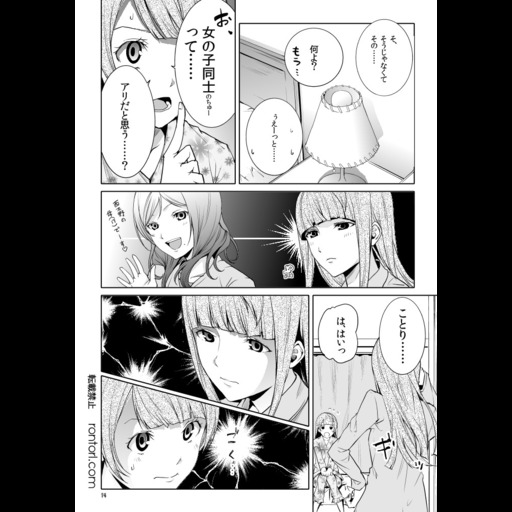 そ、
そうじゃなくて
その……
何よ?
もう…
うえーっと……
お、
女の子同士
のちゅー
って……
アリだと思う……?
ことり……
は、はいっ
ギシ
ごく…
転載禁止
rontorl.com
14